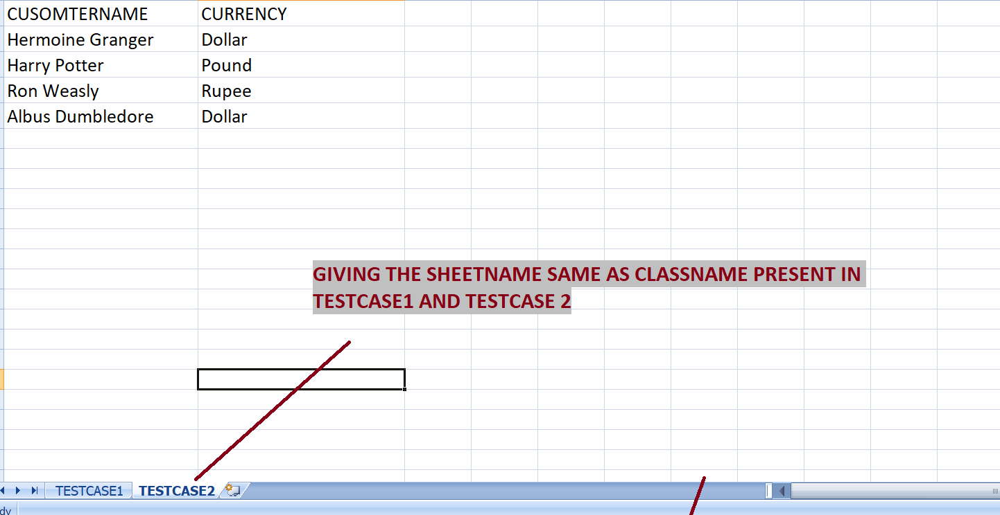 CUSOMTERNAME CURRENCY
Hermoine Granger Dollar
Harry Potter Pound
Ron Weasly Rupee
Albus Dumbledore Dollar
GIVING THE SHEETNAME SAME AS CLASSNAME PRESENT IN
TESTCASE1 AND TESTCASE 2
TESTCASE1 TESTCASE2
dy